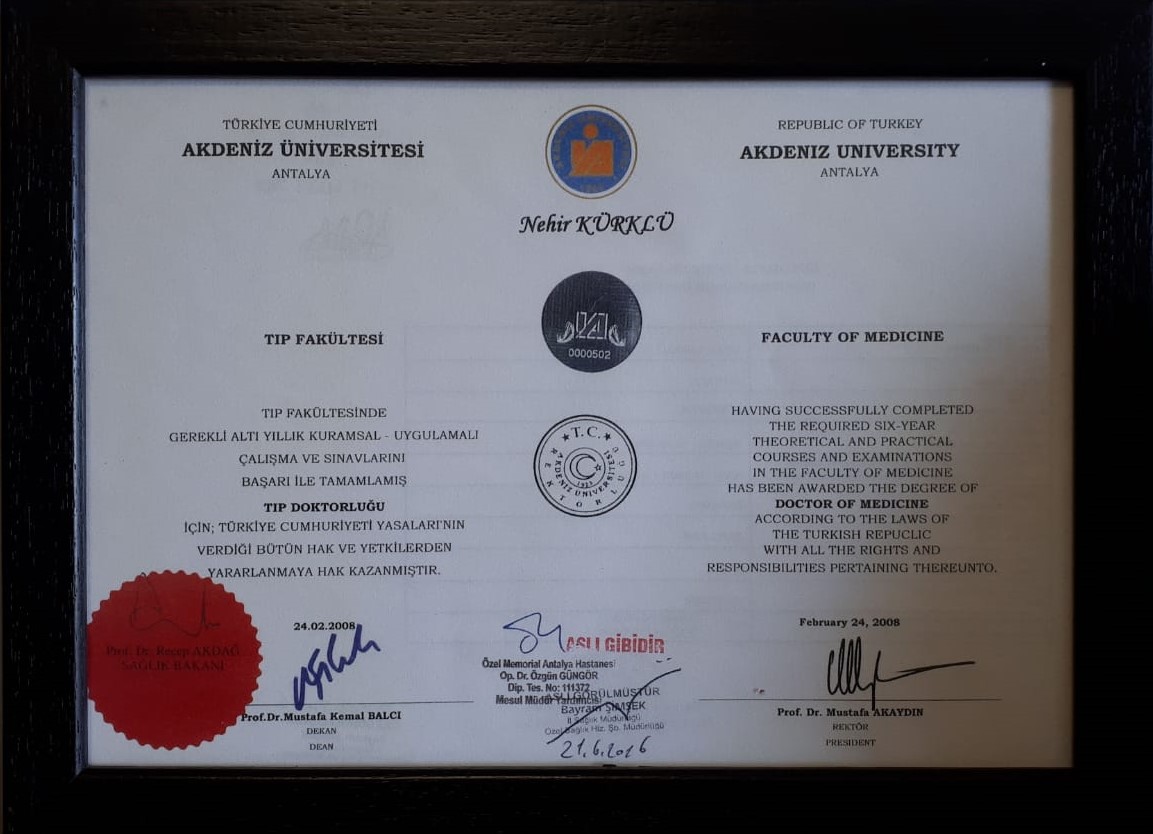 TÜRKİYE CUMHURİYETİ
AKDENİZ ÜNİVERSİTESİ
ANTALYA
REPUBLIC OF TURKEY
AKDENIZ UNIVERSITY
ANTALYA
Nehir KÜRKLÜ
0000502
TIP FAKÜLTESİ
TIP FAKÜLTESİNDE
GEREKLİ ALTI YILLIK KURAMSAL - UYGULAMALI
ÇALIŞMA VE SINAVLARINI
BAŞARI İLE TAMAMLAMIŞ
TIP DOKTORLUĞU
İÇİN; TÜRKİYE CUMHURİYETİ YASALARI'NIN
VERDİĞİ BÜTÜN HAK VE YETKİLERDEN
YARARLANMAYA HAK KAZANMIŞTIR.
T.C.
AKDENİZ ÜNİVERSİTESİ
REKTÖRLÜĞÜ
FACULTY OF MEDICINE
HAVING SUCCESSFULLY COMPLETED
THE REQUIRED SIX-YEAR
THEORETICAL AND PRACTICAL
COURSES AND EXAMINATIONS
IN THE FACULTY OF MEDICINE
HAS BEEN AWARDED THE DEGREE OF
DOCTOR OF MEDICINE
ACCORDING TO THE LAWS OF
THE TURKISH REPUCLIC
WITH ALL THE RIGHTS AND
RESPONSIBILITIES PERTAINING THEREUNTO.
Prof. Dr. Recep AKDAĞ
SAĞLIK BAKANI
24.02.2008
Prof.Dr.Mustafa Kemal BALCI
DEKAN
DEAN
ASLI GİBİDİR
Özel Memorial Antalya Hastanesi
Op. Dr. Özgün GÜNGÖR
Dip. Tes. No: 111372
Mesul Müdür Yardımcısı
ASLI GÖRÜLMÜŞTÜR
Bayram ŞİMŞEK
İl Sağlık Müdürlüğü
Özel Sağlık Hiz. Şb. Müdürlüğü
21.6.2016
February 24, 2008
Prof. Dr. Mustafa AKAYDIN
REKTÖR
PRESIDENT